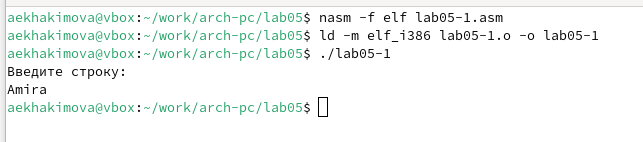 aekhakimova@vbox:~/work/arch-pc/lab05$ nasm -f elf lab05-1.asm
aekhakimova@vbox:~/work/arch-pc/lab05$ ld -m elf_i386 lab05-1.o -o lab05-1
aekhakimova@vbox:~/work/arch-pc/lab05$ ./lab05-1
Введите строку:
Amira
aekhakimova@vbox:~/work/arch-pc/lab05$